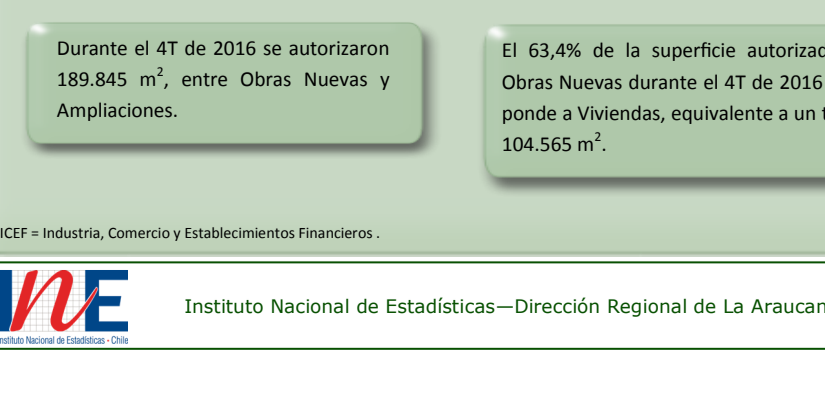 Durante el 4T de 2016 se autorizaron
189.845 m², entre Obras Nuevas y
Ampliaciones.
El 63,4% de la superficie
Obras Nuevas durante el 4T de 2016
ponde a Viviendas, equivalente a un
104.565 m².
ICEF = Industria, Comercio y Establecimientos Financieros .
INE
Instituto Nacional de Estadísticas - Chile
Instituto Nacional de Estadísticas—Dirección Regional de La